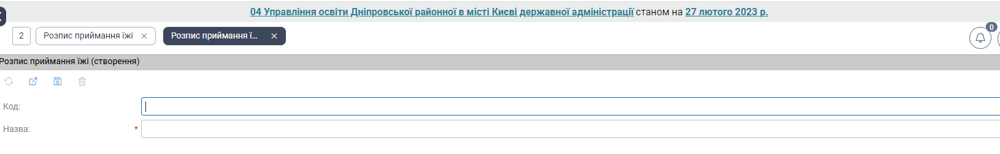 04 Управління освіти Дніпровської районної в місті Києві державної адміністрації станом на 27 лютого 2023 р.
2 Розпис приймання їжі Розпис приймання ї... 0
Розпис приймання їжі (створення)
Код:
Назва: *